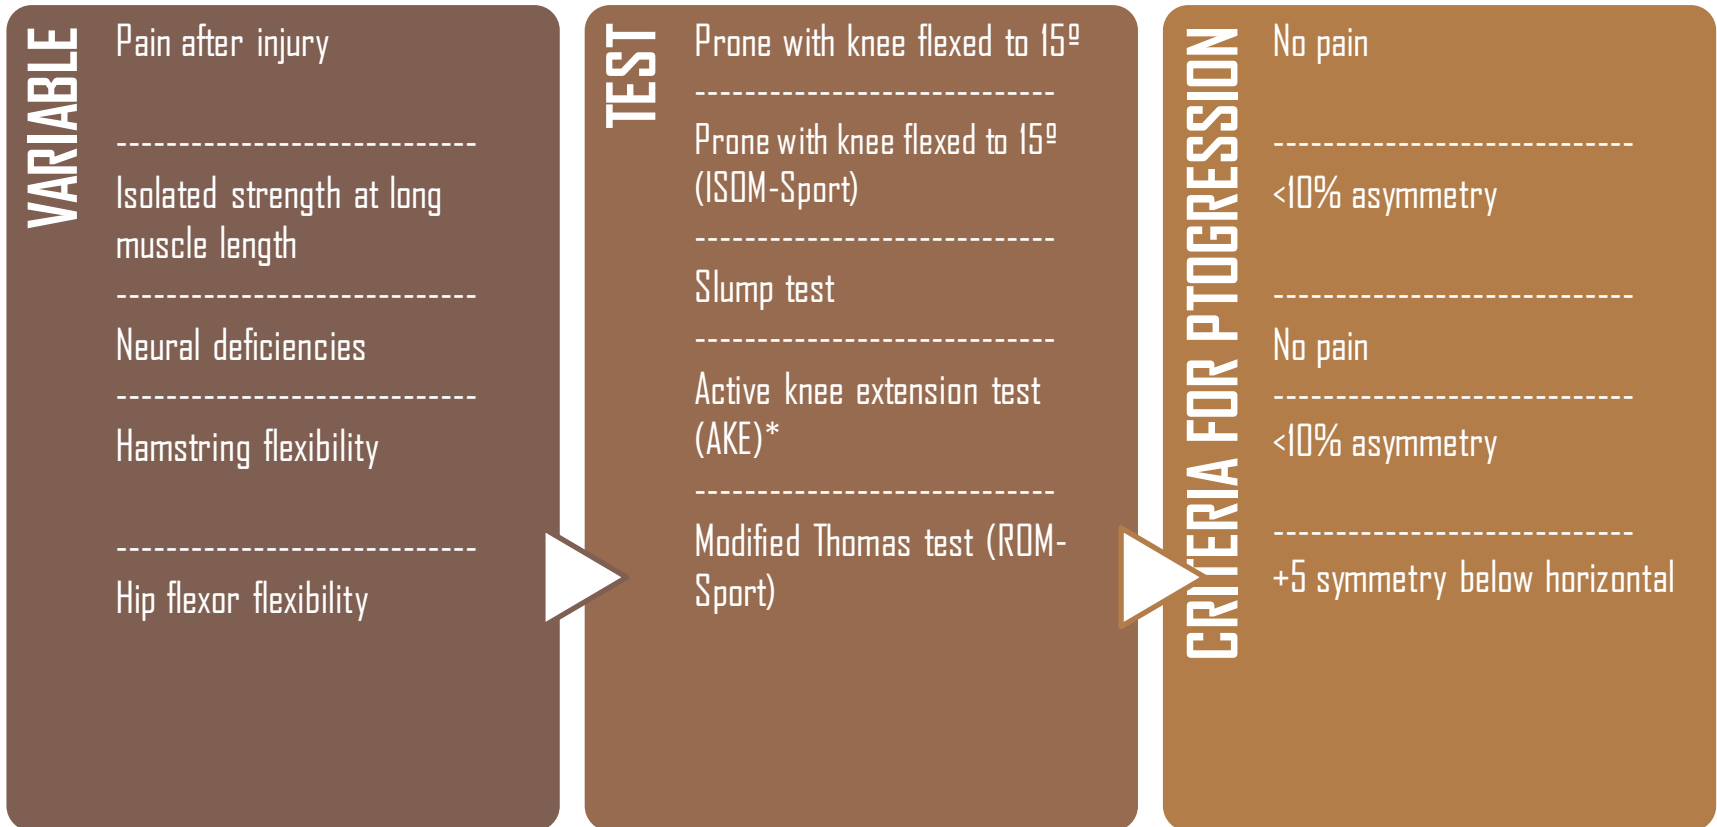 VARIABLE
Pain after injury
-----------------------------
Isolated strength at long
muscle length
-----------------------------
Neural deficiencies
-----------------------------
Hamstring flexibility
-----------------------------
Hip flexor flexibility
TEST
Prone with knee flexed to 15º
-----------------------------
Prone with knee flexed to 15º
(ISOM-Sport)
-----------------------------
Slump test
-----------------------------
Active knee extension test
(AKE)*
-----------------------------
Modified Thomas test (ROM-
Sport)
CRITERIA FOR PTOGRESSION
No pain
-----------------------------
<10% asymmetry
-----------------------------
No pain
-----------------------------
<10% asymmetry
-----------------------------
+5 symmetry below horizontal